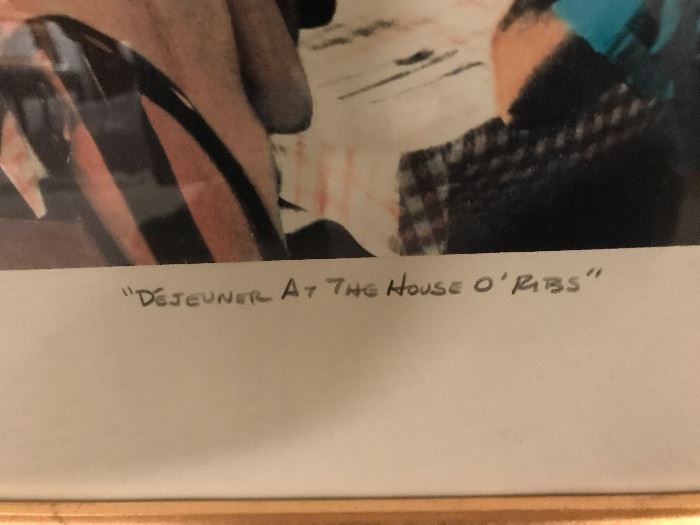 "DÉJEUNER AT THE HOUSE O' RIBS"